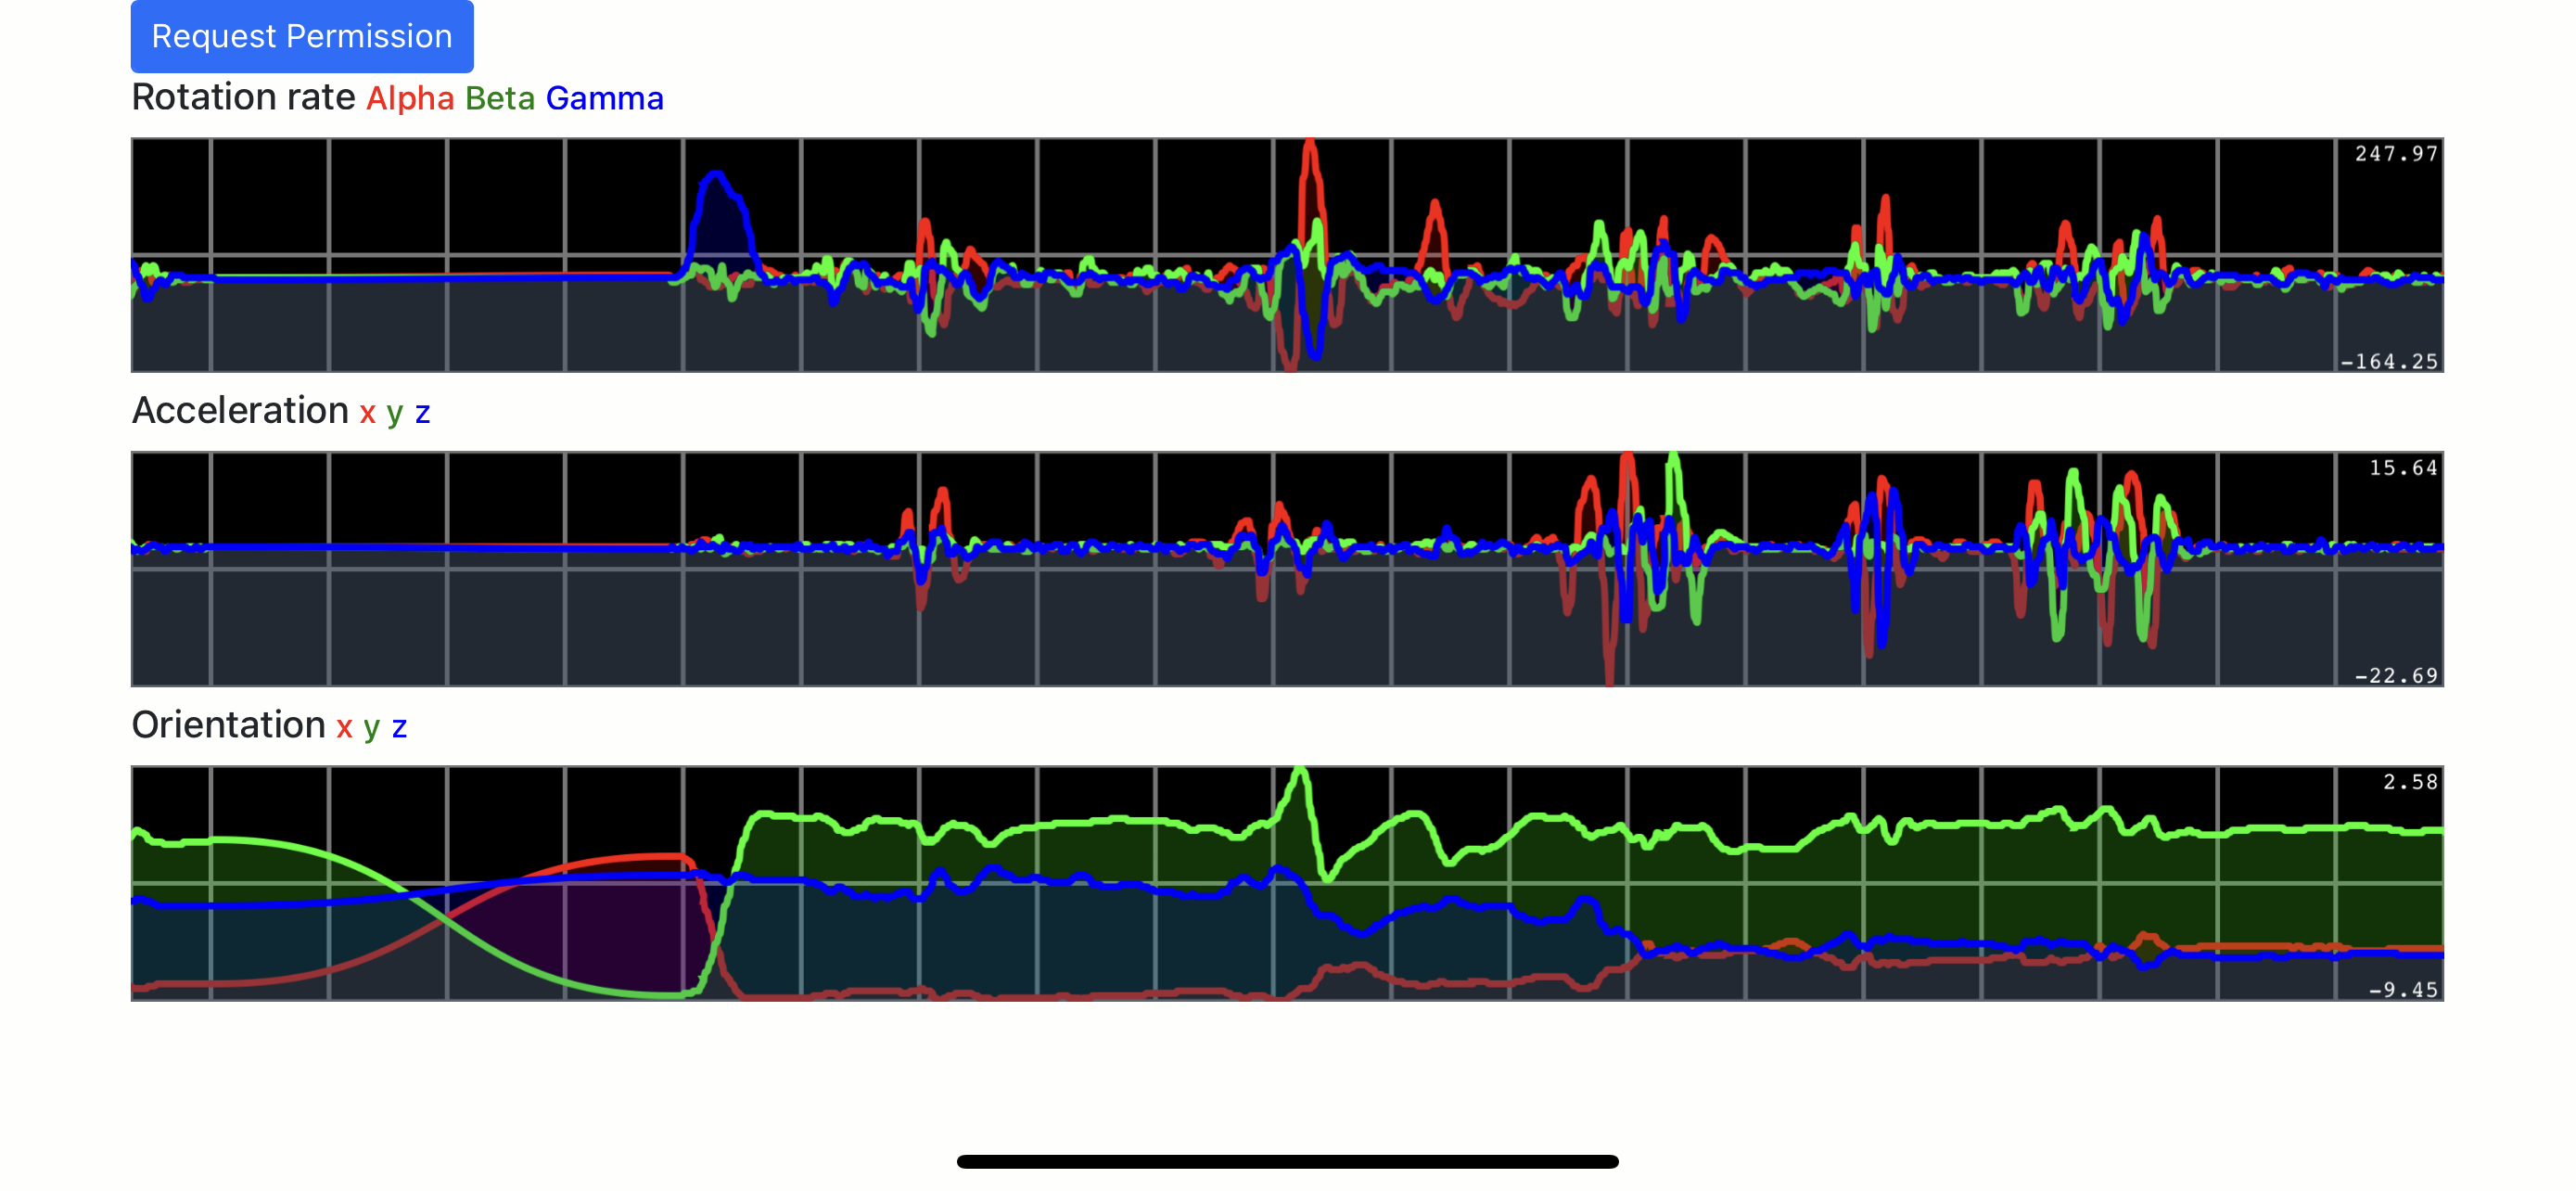 Request Permission
Rotation rate Alpha Beta Gamma
247.97
-164.25
Acceleration x y z
15.64
-22.69
Orientation x y z
2.58
-9.45